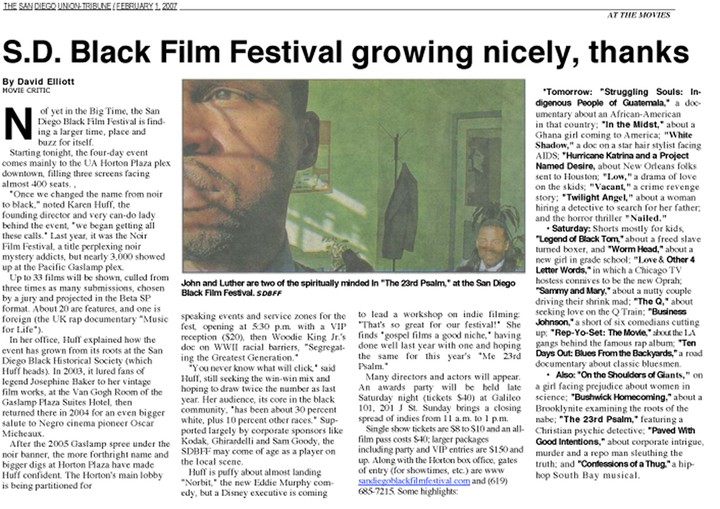 THE SAN DIEGO UNION-TRIBUNE / FEBRUARY 1, 2007
AT THE MOVIES
S.D. Black Film Festival growing nicely, thanks
By David Elliott
MOVIE CRITIC
Not yet in the Big Time, the San
Diego Black Film Festival is find-
ing a larger time, place and
buzz for itself.
Starting tonight, the four-day event
comes mainly to the UA Horton Plaza plex
downtown, filling three screens facing
almost 400 seats. ,
"Once we changed the name from noir
to black," noted Karen Huff, the
founding director and very can-do lady
behind the event, "we began getting all
these calls." Last year, it was the Noir
Film Festival, a title perplexing noir
mystery addicts, but nearly 3,000 showed
up at the Pacific Gaslamp plex.
Up to 33 films will be shown, culled from
three times as many submissions, chosen
by a jury and projected in the Beta SP
format. About 20 are features, and one is
foreign (the UK rap documentary "Music
for Life").
In her office, Huff explained how the
event has grown from its roots at the San
Diego Black Historical Society (which
Huff heads). In 2003, it lured fans of
legend Josephine Baker to her vintage
film works, at the Van Gogh Room of the
Gaslamp Plaza Suites Hotel, then
returned there in 2004 for an even bigger
salute to Negro cinema pioneer Oscar
Micheaux.
After the 2005 Gaslamp spree under the
noir banner, the more forthright name and
bigger digs at Horton Plaza have made
Huff confident. The Horton's main lobby
is being partitioned for
John and Luther are two of the spiritually minded In "The 23rd Psalm," at the San Diego
Black Film Festival. SDBFF
speaking events and service zones for the
fest, opening at 5:30 p.m. with a VIP
reception ($20), then Woodie King Jr.'s
doc on WWII racial barriers, "Segregat-
ing the Greatest Generation."
"You never know what will click," said
Huff, still seeking the win-win mix and
hoping to draw twice the number as last
year. Her audience, its core in the black
community, "has been about 30 percent
white, plus 10 percent other races." Sup-
ported largely by corporate sponsors like
Kodak, Ghirardelli and Sam Goody, the
SDBFF may come of age as a player on
the local scene.
Huff is puffy about almost landing
"Norbit," the new Eddie Murphy com-
edy, but a Disney executive is coming
to lead a workshop on indie filming:
"That's so great for our festival!" She
finds "gospel films a good niche," having
done well last year with one and hoping
the same for this year's "Me 23rd
Psalm."
Many directors and actors will appear.
An awards party will be held late
Saturday night (tickets $40) at Galileo
101, 201 J St. Sunday brings a closing
spread of indies from 11 a.m. to 1 p.m.
Single show tickets are $8 to $10 and an all-
film pass costs $40; larger packages
including party and VIP entries are $1.50 and
up. Along with the Horton box office, gates
of entry (for showtimes, etc.) are www
sandiegoblackfilmfestival.com and (619)
685-7215. Some highlights:
*Tomorrow: "Struggling Souls: In-
digenous People of Guatemala," a doc-
umentary about an African-American
in that country; "In the Midst," about a
Ghana girl coming to America; "White
Shadow," a doc on a star hair stylist facing
AIDS; "Hurricane Katrina and a Project
Named Desire, about New Orleans folks
sent to Houston; "Low," a drama of love
on the skids; "Vacant," a crime revenge
story; "Twilight Angel," about a woman
hiring a detective to search for her father;
and the horror thriller "Nailed."
• Saturday: Shorts mostly for kids,
"Legend of Black Tom," about a freed slave
turned boxer, and "Worm Head," about a
new girl in grade school; "Love & Other 4
Letter Words," in which a Chicago TV
hostess connives to be the new Oprah;
"Sammy and Mary," about a nutty couple
driving their shrink mad; "The Q," about
seeking love on the Q Train; "Business
Johnson," a short of six comedians cutting
up; "Rep-Yo-Set: The Movie," about the LA
gangs behind the famous rap album; "Ten
Days Out: Blues From the Backyards," a road
documentary about classic bluesmen.
• Also: "On the Shoulders of Giants," on
a girl facing prejudice about women in
science; "Bushwick Homecoming," about a
Brooklynite examining the roots of the
nabe; "The 23rd Psalm," featuring a
Christian psychic detective; "Paved With
Good Intentions," about corporate intrigue,
murder and a repo man sleuthing the
truth; and "Confessions of a Thug," a hip-
hop South Bay musical.